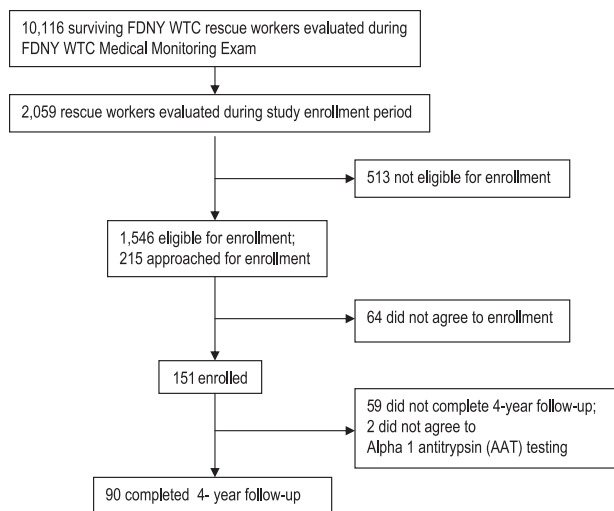 10,116 surviving FDNY WTC rescue workers evaluated during
FDNY WTC Medical Monitoring Exam
2,059 rescue workers evaluated during study enrollment period
513 not eligible for enrollment
1,546 eligible for enrollment;
215 approached for enrollment
64 did not agree to enrollment
151 enrolled
59 did not complete 4-year follow-up;
2 did not agree to
Alpha 1 antitrypsin (AAT) testing
90 completed 4- year follow-up